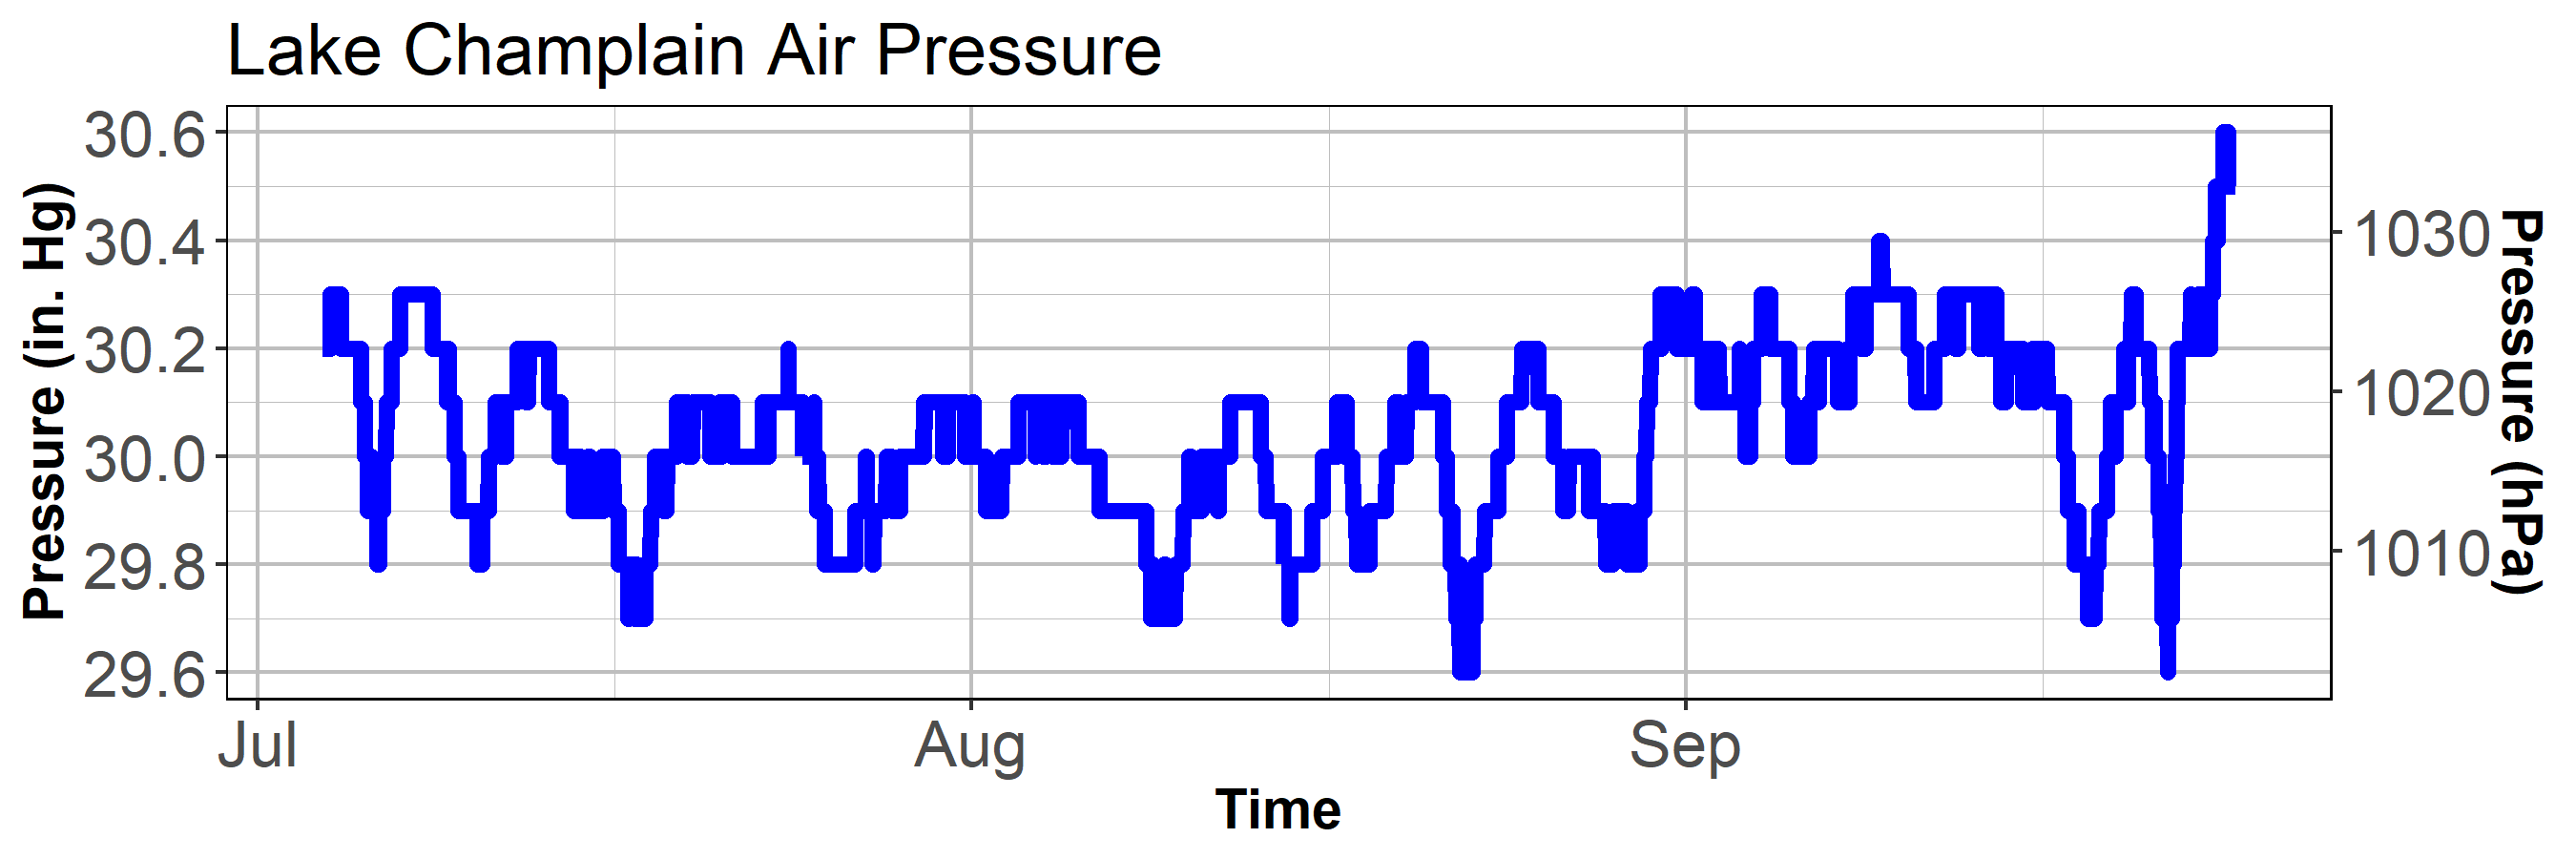 Lake Champlain Air Pressure
Pressure (in. Hg)
30.6
30.4
30.2
30.0
29.8
29.6
1030
1020
1010
Pressure (hPa)
Jul Aug Sep
Time